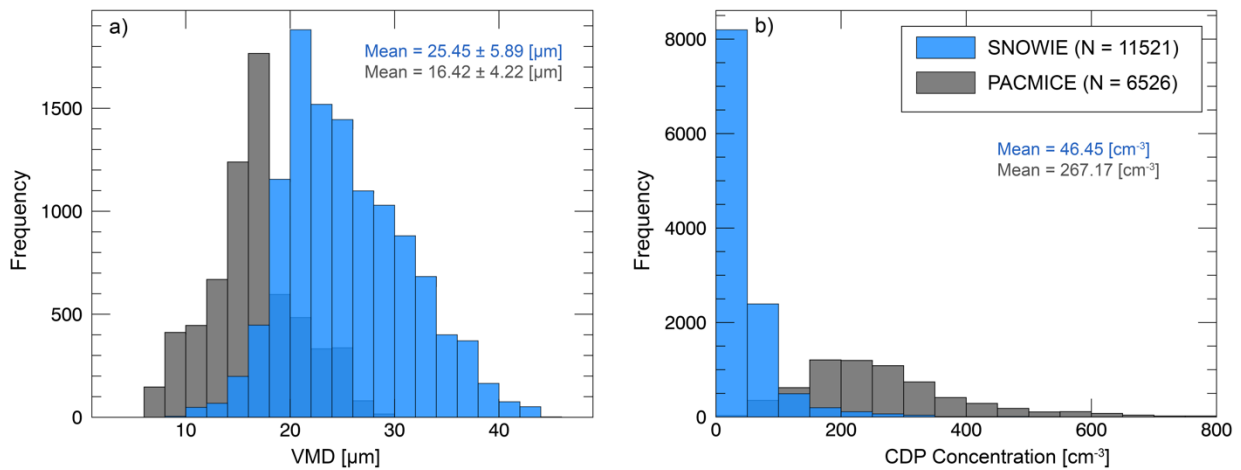 a)
Mean = 25.45 ± 5.89 [µm]
Mean = 16.42 ± 4.22 [µm]
Frequency
1500
1000
500
0
10
20
30
40
VMD [µm]
b)
SNOWIE (N = 11521)
PACMICE (N = 6526)
Mean = 46.45 [cm⁻³]
Mean = 267.17 [cm⁻³]
Frequency
8000
6000
4000
2000
0
0
200
400
600
800
CDP Concentration [cm⁻³]